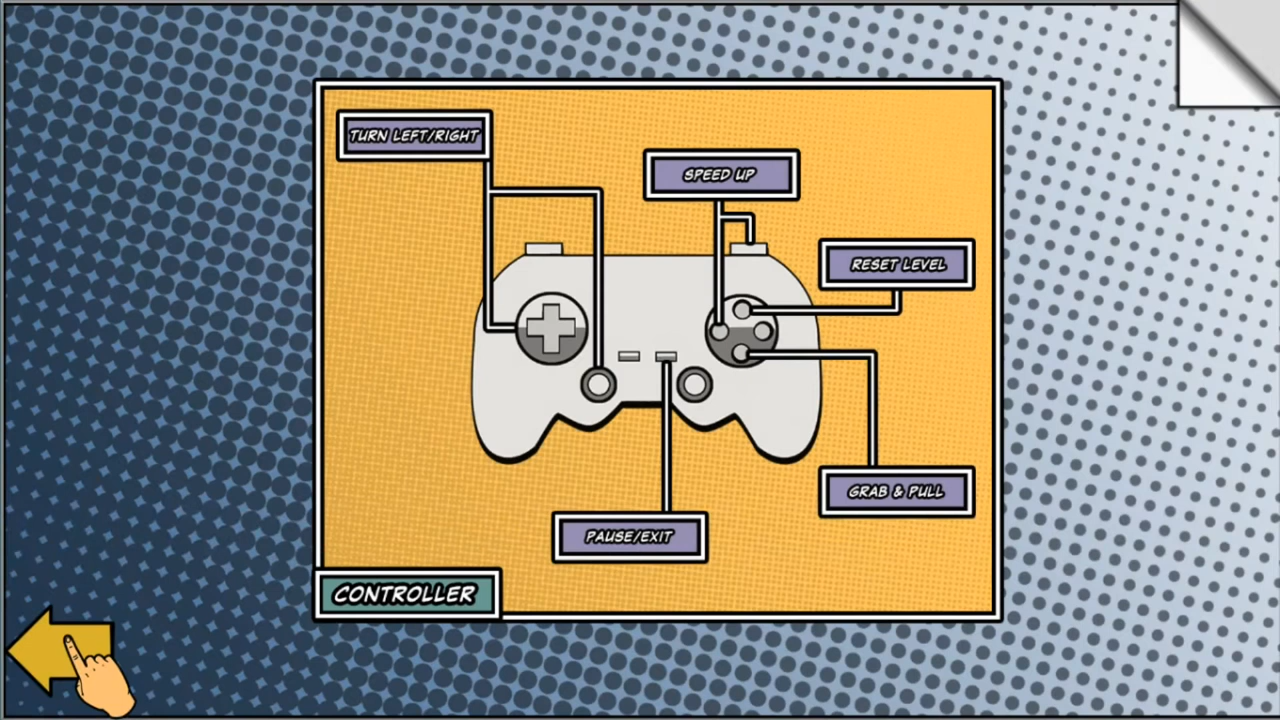 TURN LEFT/RIGHT
SPEED UP
RESET LEVEL
GRAB & PULL
PAUSE/EXIT
CONTROLLER